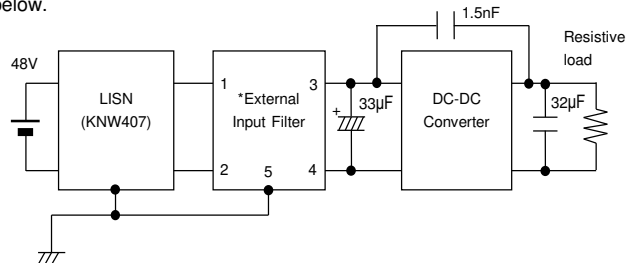 below.
1.5nF
Resistive
load
48V
LISN
(KNW407)
1
2
*External
Input Filter
3
4
5
+
33µF
DC-DC
Converter
32µF